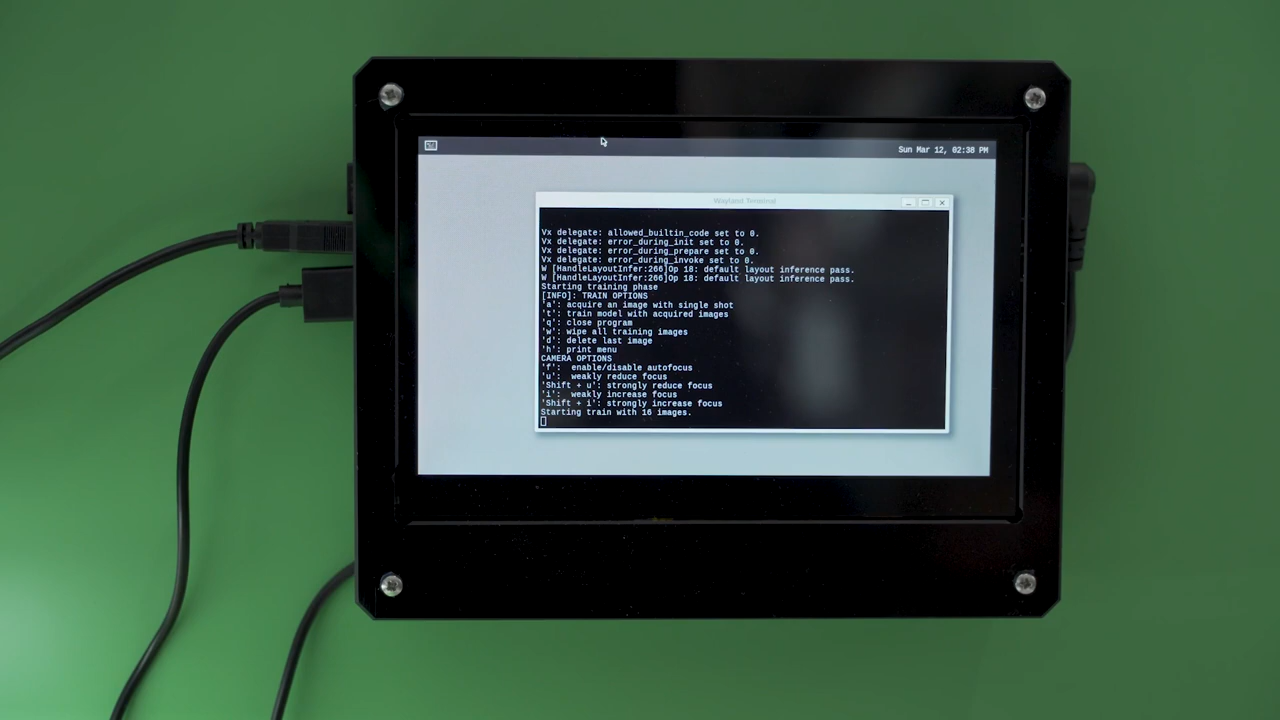 Sun Mar 12, 02:38 PM
Wayland Terminal
Vx delegate: allowed_builtin_code set to 0.
Vx delegate: error_during_init set to 0.
Vx delegate: error_during_prepare set to 0.
Vx delegate: error_during_invoke set to 0.
W [HandleLayoutInfer:266]Op 18: default layout inference pass.
W [HandleLayoutInfer:266]Op 18: default layout inference pass.
Starting training phase
[INFO]: TRAIN OPTIONS
'a': acquire an image with single shot
't': train model with acquired images
'q': close program
'w': wipe all training images
'd': delete last image
'h': print menu
CAMERA OPTIONS
'f':  enable/disable autofocus
'u':  weakly reduce focus
'Shift + u': strongly reduce focus
'i':  weakly increase focus
'Shift + i': strongly increase focus
Starting train with 16 images.